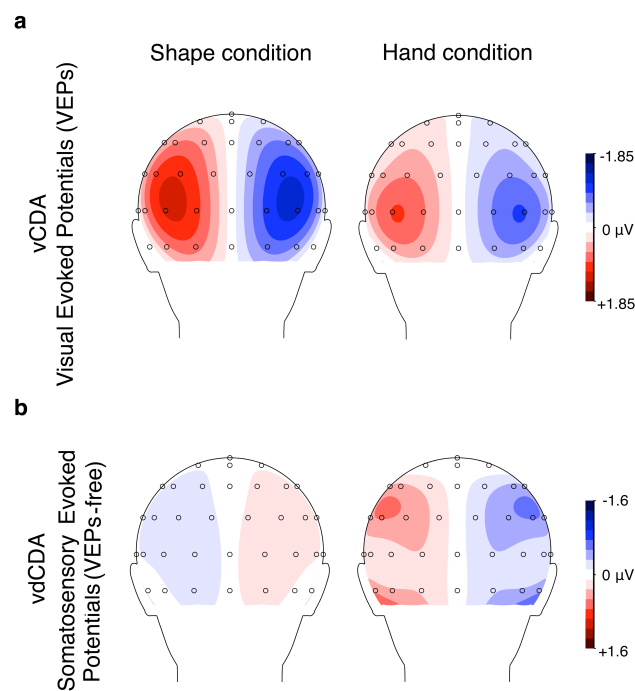 a
Shape condition
Hand condition
vCDA
Visual Evoked Potentials (VEPs)
-1.85
0 µV
+1.85
b
vdCDA
Somatosensory Evoked
Potentials (VEPs-free)
-1.6
0 µV
+1.6